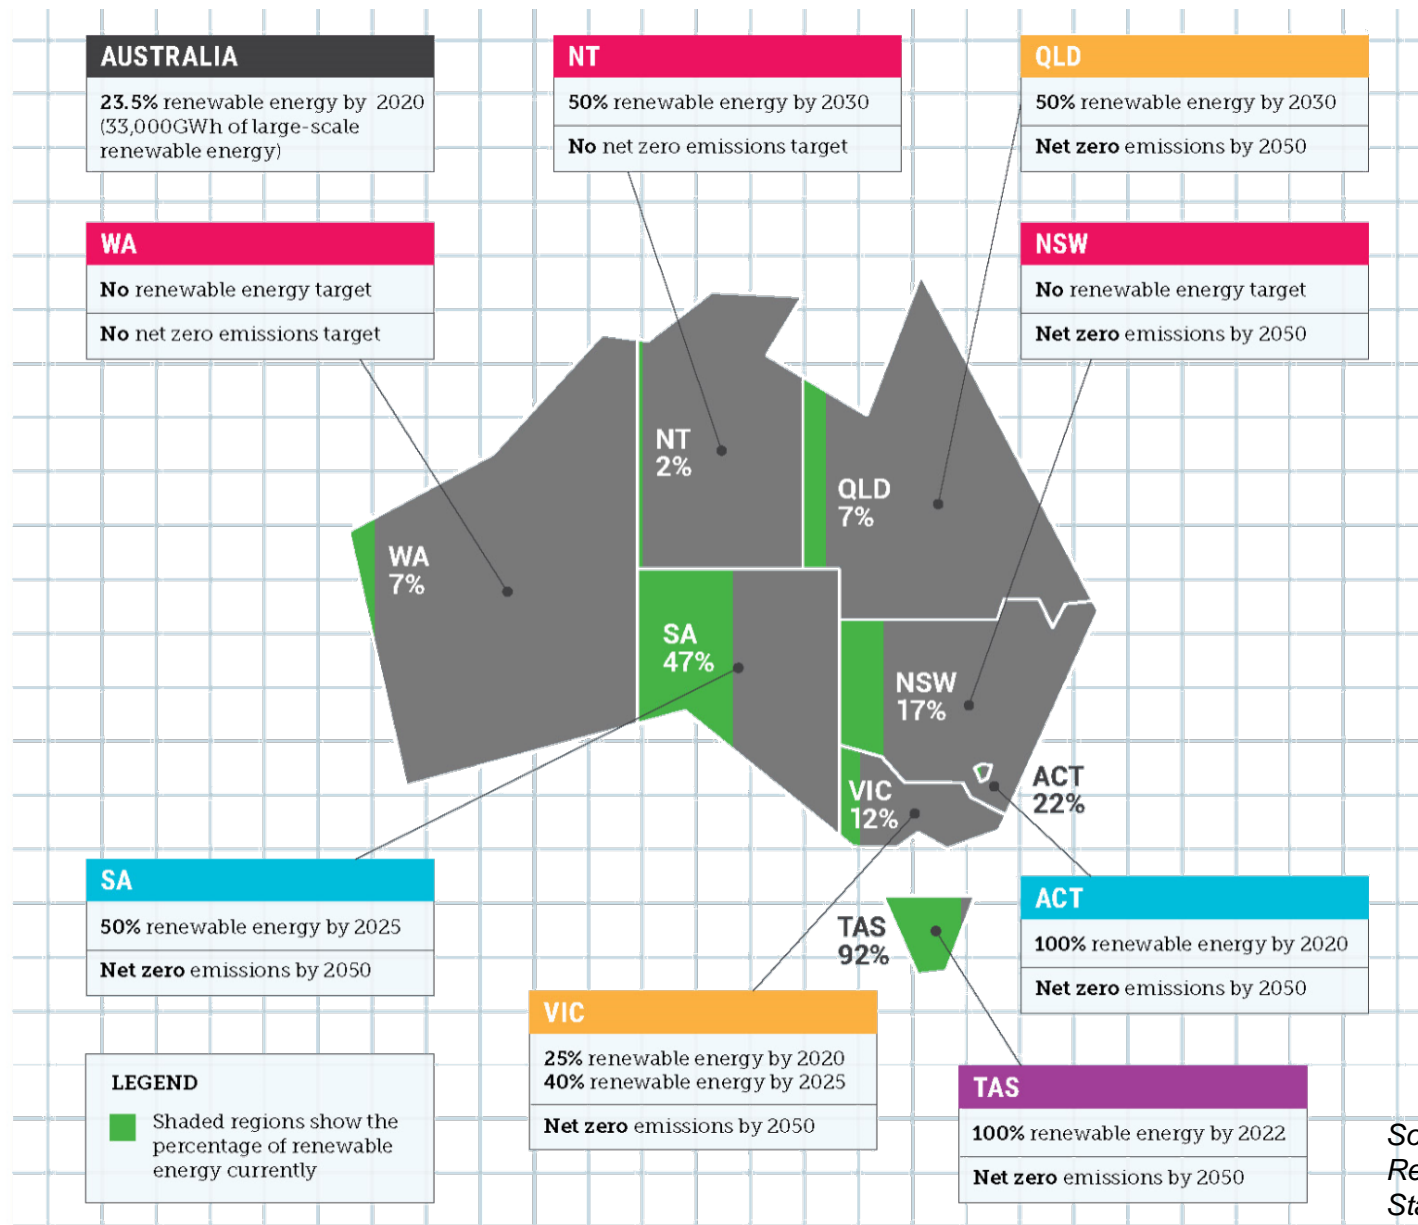 AUSTRALIA
23.5% renewable energy by 2020
(33,000GWh of large-scale
renewable energy)
NT
50% renewable energy by 2030
No net zero emissions target
QLD
50% renewable energy by 2030
Net zero emissions by 2050
WA
No renewable energy target
No net zero emissions target
NSW
No renewable energy target
Net zero emissions by 2050
NT
2%
QLD
7%
WA
7%
SA
47%
NSW
17%
ACT
22%
VIC
12%
TAS
92%
SA
50% renewable energy by 2025
Net zero emissions by 2050
ACT
100% renewable energy by 2020
Net zero emissions by 2050
VIC
25% renewable energy by 2020
40% renewable energy by 2025
Net zero emissions by 2050
TAS
100% renewable energy by 2022
Net zero emissions by 2050
LEGEND
Shaded regions show the
percentage of renewable
energy currently